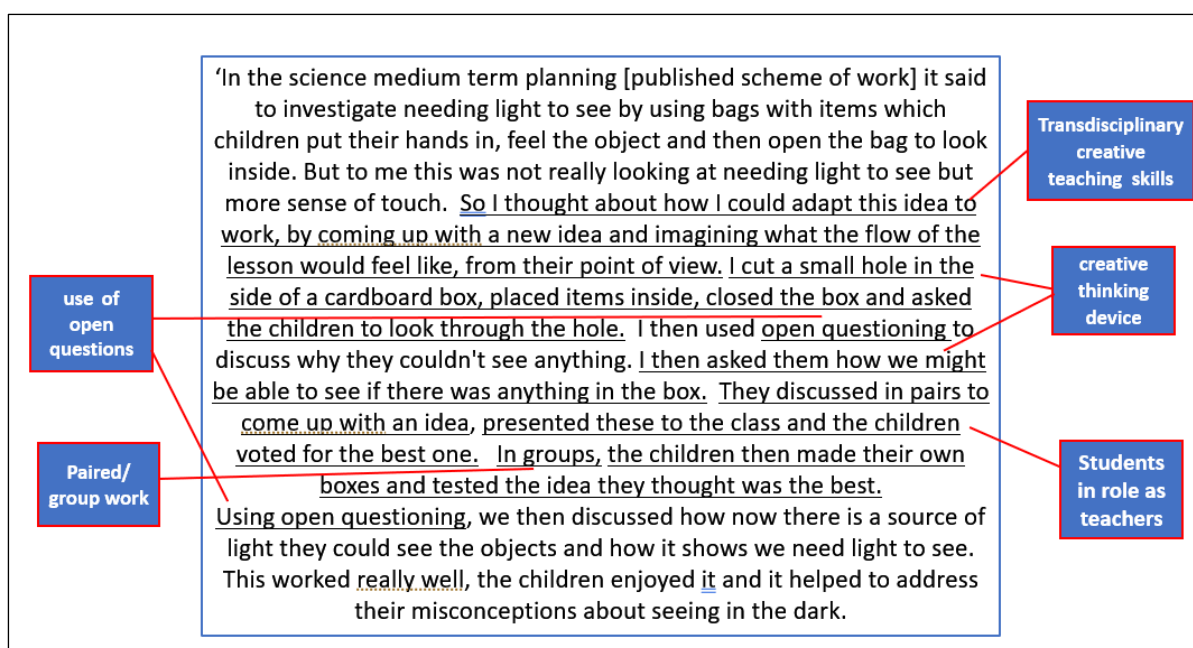 ‘In the science medium term planning [published scheme of work] it said
to investigate needing light to see by using bags with items which
children put their hands in, feel the object and then open the bag to look
inside. But to me this was not really looking at needing light to see but
more sense of touch.  So I thought about how I could adapt this idea to
work, by coming up with a new idea and imagining what the flow of the
lesson would feel like, from their point of view. I cut a small hole in the
side of a cardboard box, placed items inside, closed the box and asked
the children to look through the hole.  I then used open questioning to
discuss why they couldn't see anything. I then asked them how we might
be able to see if there was anything in the box.  They discussed in pairs to
come up with an idea, presented these to the class and the children
voted for the best one.   In groups, the children then made their own
boxes and tested the idea they thought was the best.
Using open questioning, we then discussed how now there is a source of
light they could see the objects and how it shows we need light to see.
This worked really well, the children enjoyed it and it helped to address
their misconceptions about seeing in the dark.
use of
open
questions
Paired/
group work
Transdisciplinary
creative
teaching skills
creative
thinking
device
Students
in role as
teachers